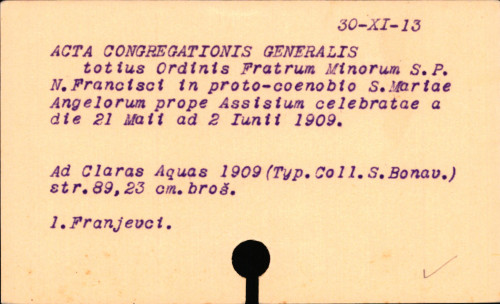 30-XI-13
ACTA CONGREGATIONIS GENERALIS
totius Ordinis Fratrum Minorum S.P.
N.Francisci in proto-coenobio S.Mariae
Angelorum prope Assisium celebratae a
die 21 Maii ad 2 Iunii 1909.
Ad Claras Aquas 1909(Typ.Coll.S.Bonav.)
str.89,23 cm.broš.
1.Franjevci.